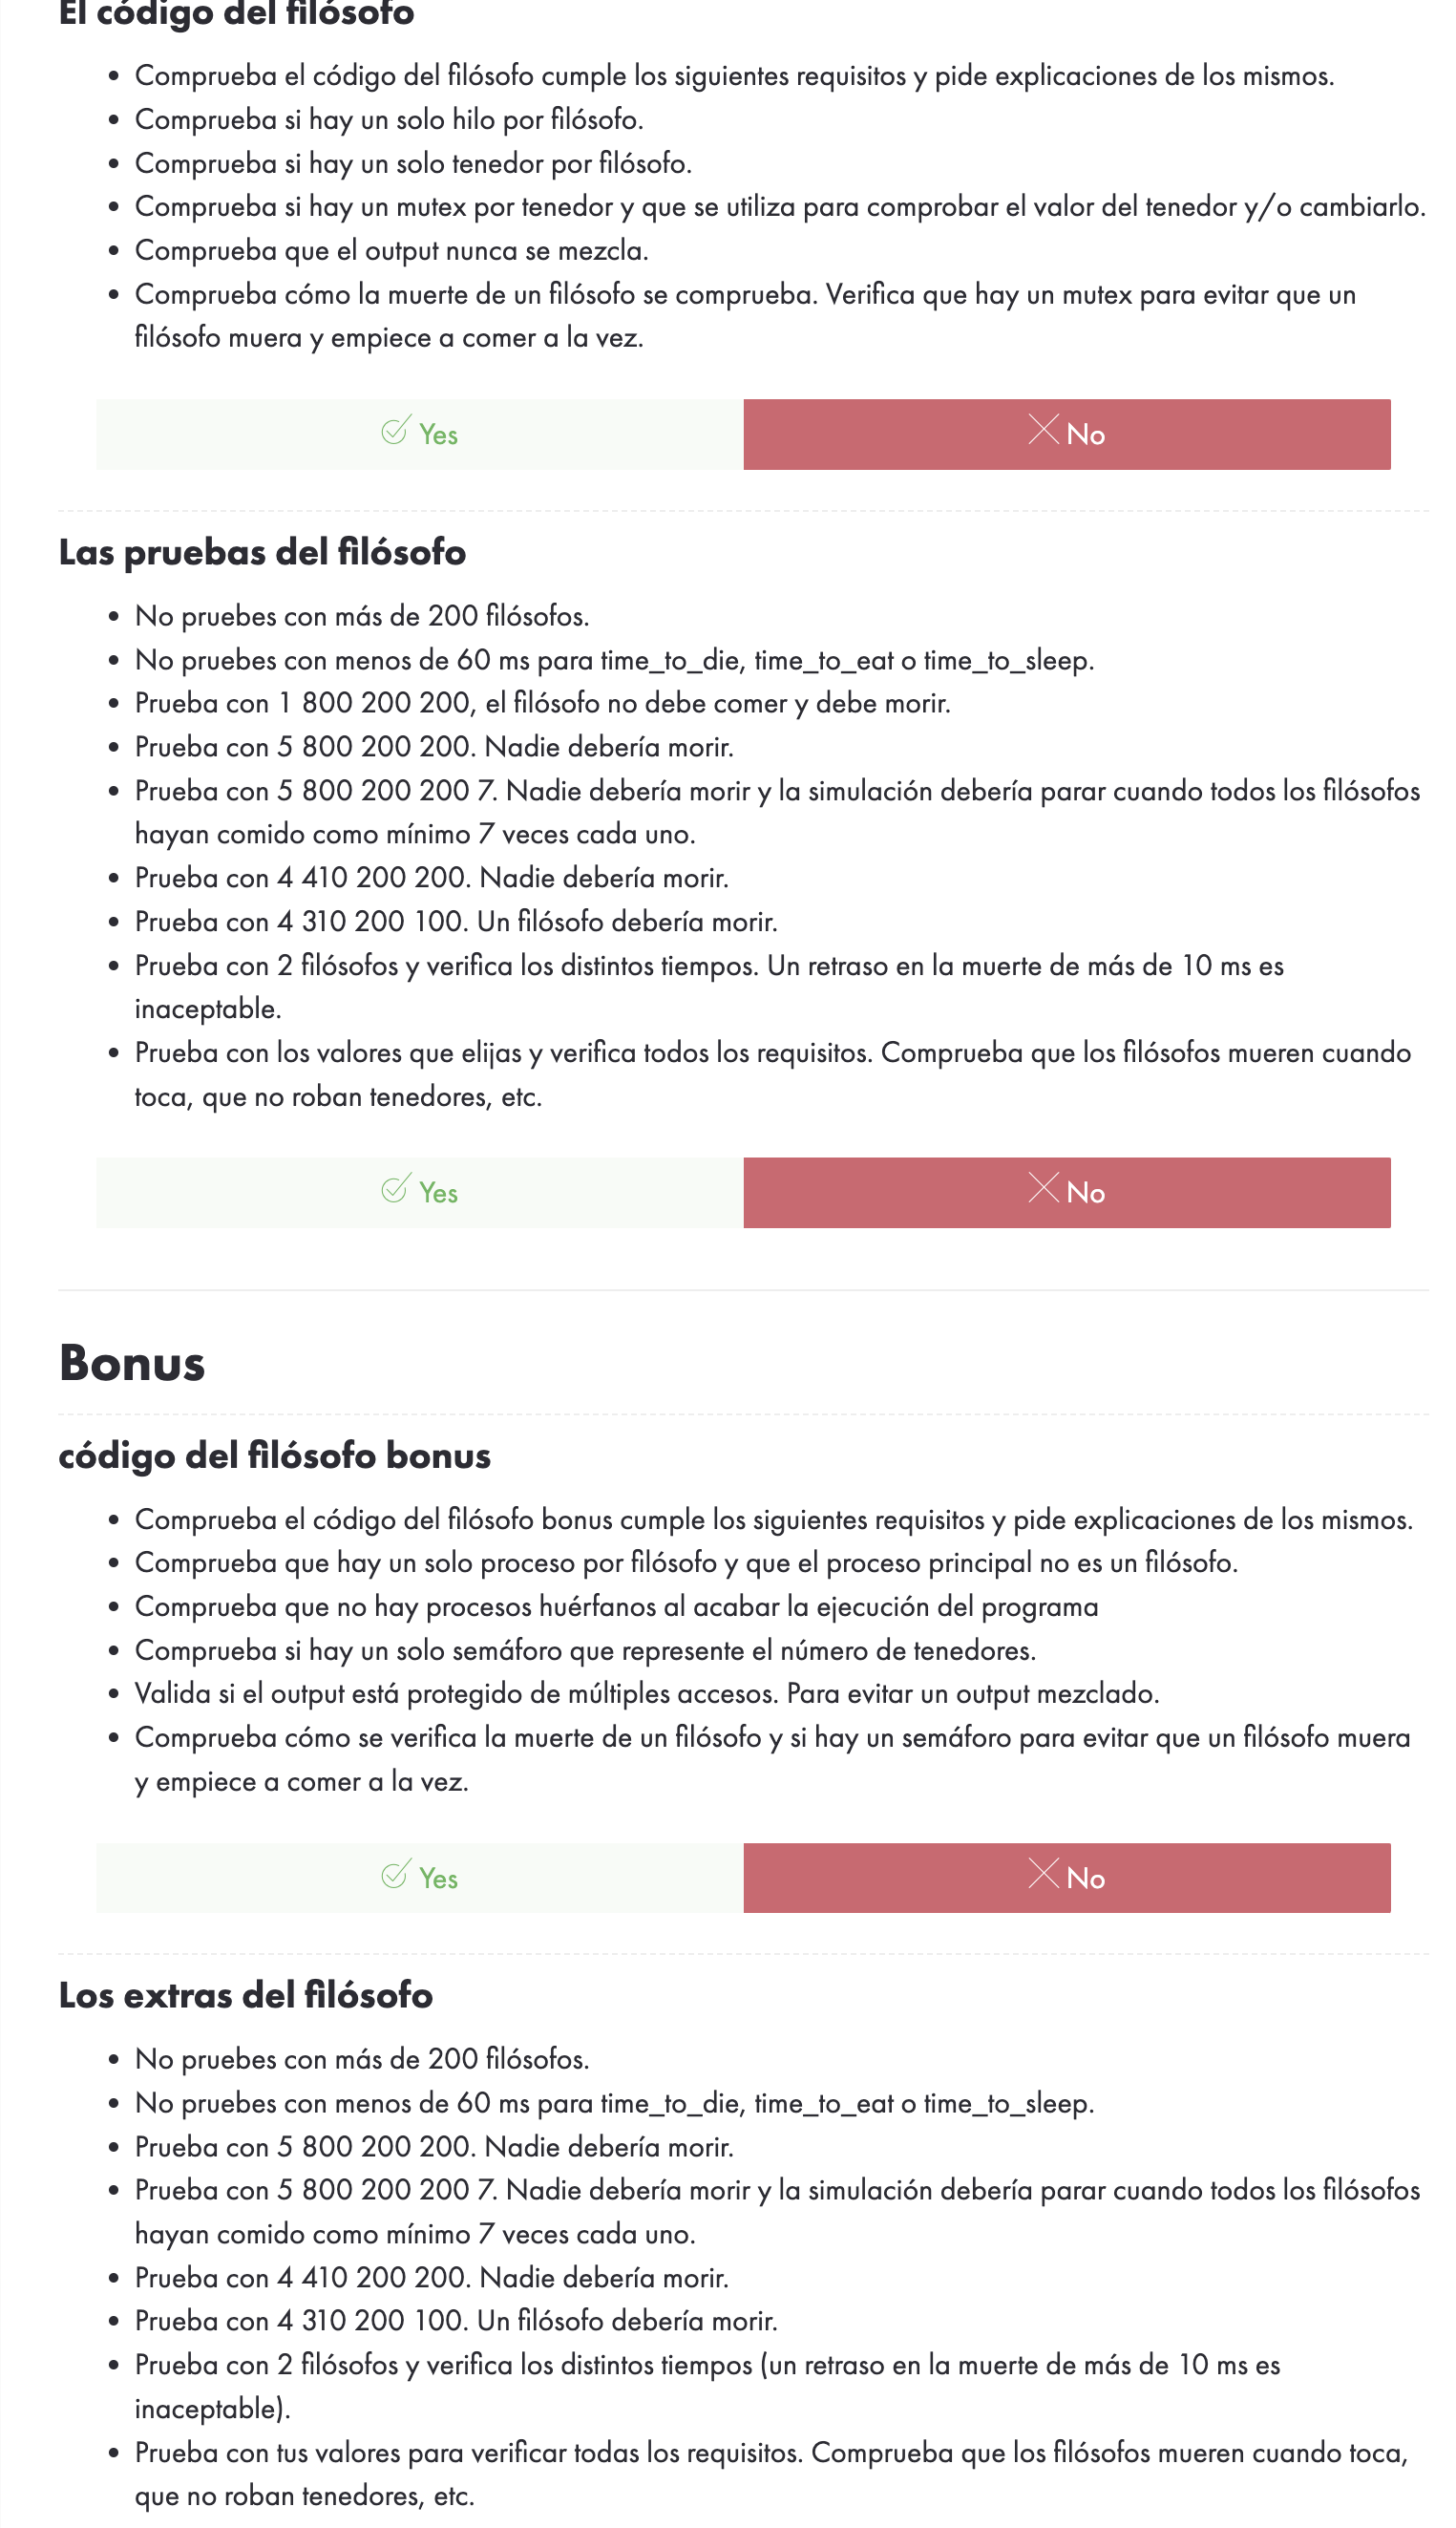 El código del filósofo
Comprueba el código del filósofo cumple los siguientes requisitos y pide explicaciones de los mismos.
Comprueba si hay un solo hilo por filósofo.
Comprueba si hay un solo tenedor por filósofo.
Comprueba si hay un mutex por tenedor y que se utiliza para comprobar el valor del tenedor y/o cambiarlo.
Comprueba que el output nunca se mezcla.
Comprueba cómo la muerte de un filósofo se comprueba. Verifica que hay un mutex para evitar que un
filósofo muera y empiece a comer a la vez.
Yes
No
Las pruebas del filósofo
No pruebes con más de 200 filósofos.
No pruebes con menos de 60 ms para time_to_die, time_to_eat o time_to_sleep.
Prueba con 1 800 200 200, el filósofo no debe comer y debe morir.
Prueba con 5 800 200 200. Nadie debería morir.
Prueba con 5 800 200 200 7. Nadie debería morir y la simulación debería parar cuando todos los filósofos
hayan comido como mínimo 7 veces cada uno.
Prueba con 4 410 200 200. Nadie debería morir.
Prueba con 4 310 200 100. Un filósofo debería morir.
Prueba con 2 filósofos y verifica los distintos tiempos. Un retraso en la muerte de más de 10 ms es
inaceptable.
Prueba con los valores que elijas y verifica todos los requisitos. Comprueba que los filósofos mueren cuando
toca, que no roban tenedores, etc.
Yes
No
Bonus
código del filósofo bonus
Comprueba el código del filósofo bonus cumple los siguientes requisitos y pide explicaciones de los mismos.
Comprueba que hay un solo proceso por filósofo y que el proceso principal no es un filósofo.
Comprueba que no hay procesos huérfanos al acabar la ejecución del programa
Comprueba si hay un solo semáforo que represente el número de tenedores.
Valida si el output está protegido de múltiples accesos. Para evitar un output mezclado.
Comprueba cómo se verifica la muerte de un filósofo y si hay un semáforo para evitar que un filósofo muera
y empiece a comer a la vez.
Yes
No
Los extras del filósofo
No pruebes con más de 200 filósofos.
No pruebes con menos de 60 ms para time_to_die, time_to_eat o time_to_sleep.
Prueba con 5 800 200 200. Nadie debería morir.
Prueba con 5 800 200 200 7. Nadie debería morir y la simulación debería parar cuando todos los filósofos
hayan comido como mínimo 7 veces cada uno.
Prueba con 4 410 200 200. Nadie debería morir.
Prueba con 4 310 200 100. Un filósofo debería morir.
Prueba con 2 filósofos y verifica los distintos tiempos (un retraso en la muerte de más de 10 ms es
inaceptable).
Prueba con tus valores para verificar todas los requisitos. Comprueba que los filósofos mueren cuando toca,
que no roban tenedores, etc.